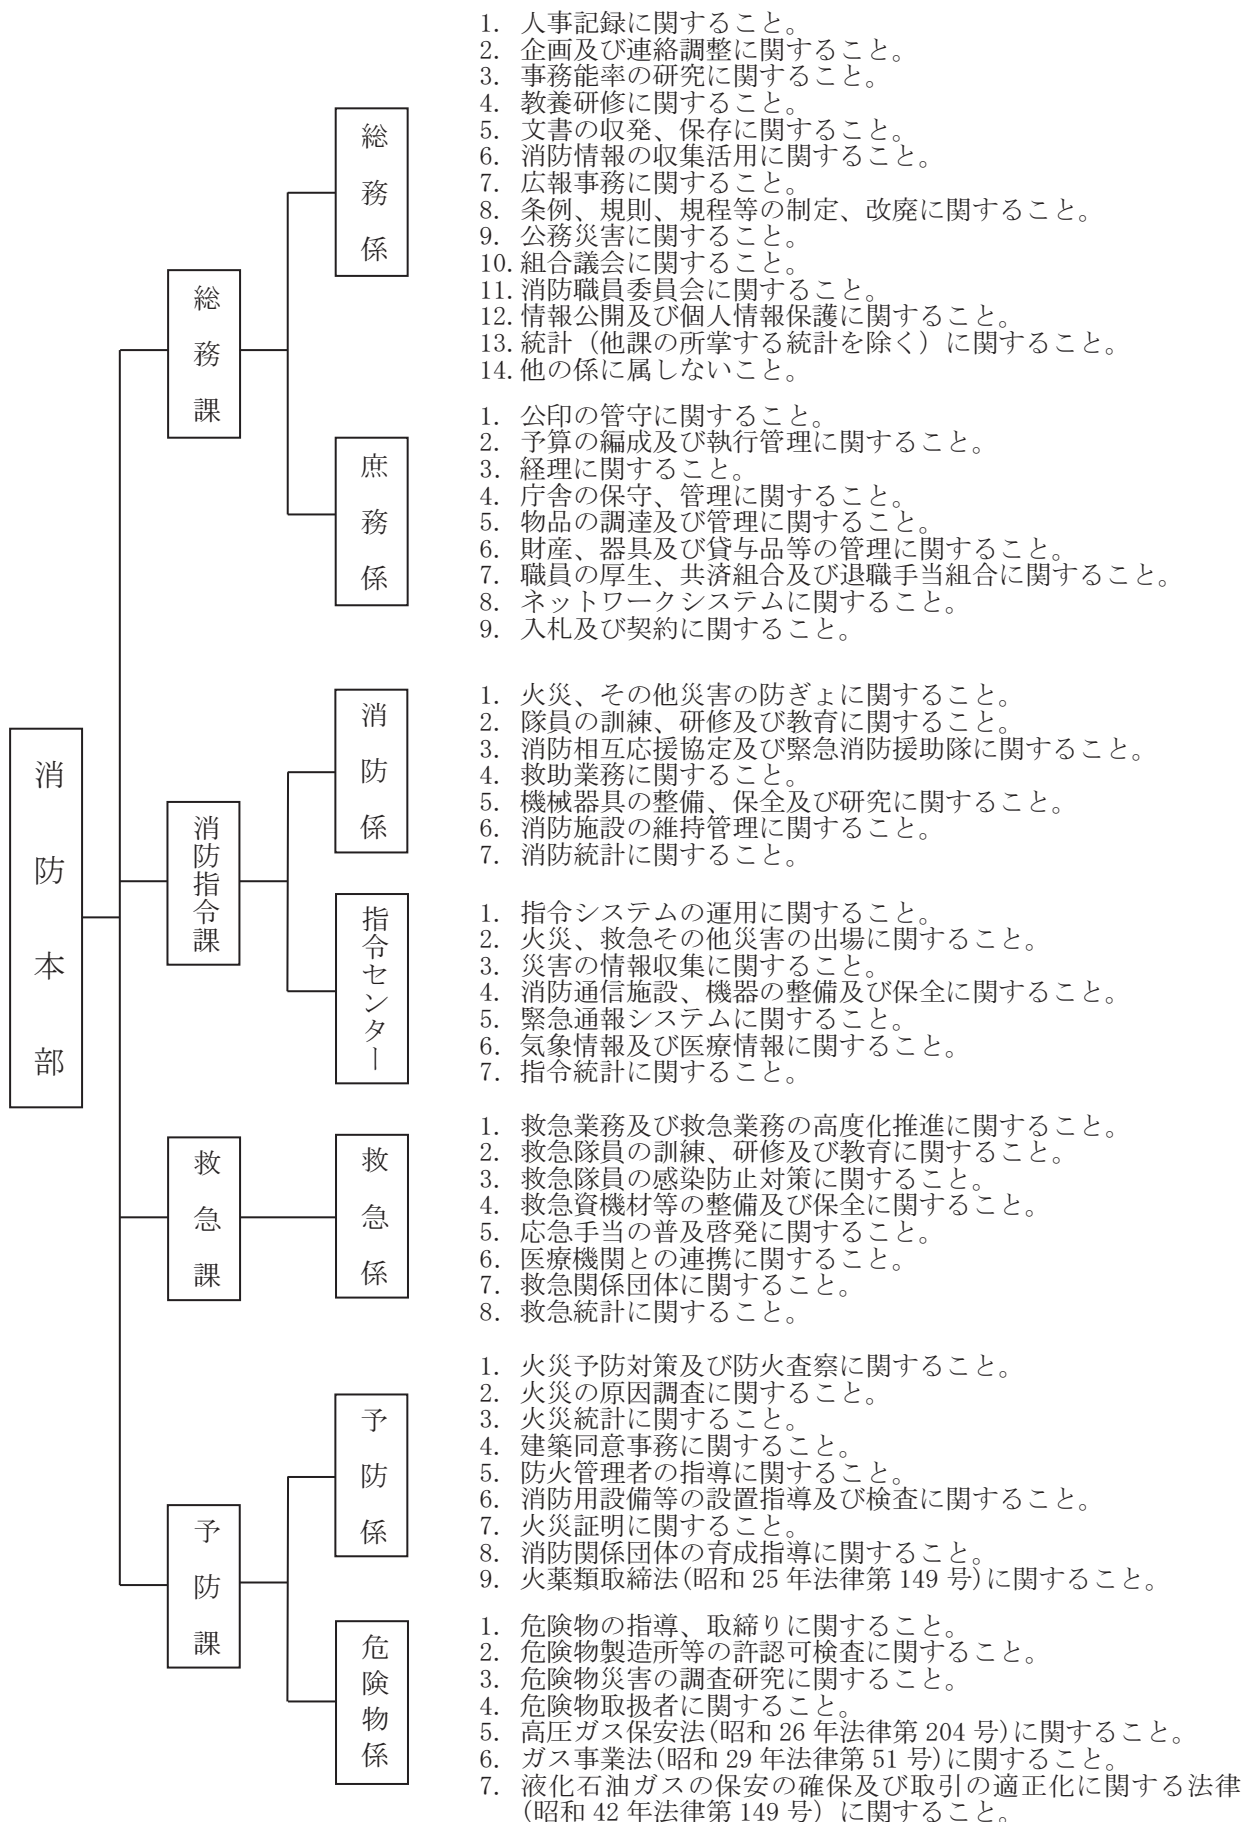 消防本部
総務課
総務係
1. 人事記録に関すること。
2. 企画及び連絡調整に関すること。
3. 事務能率の研究に関すること。
4. 教養研修に関すること。
5. 文書の収発、保存に関すること。
6. 消防情報の収集活用に関すること。
7. 広報事務に関すること。
8. 条例、規則、規程等の制定、改廃に関すること。
9. 公務災害に関すること。
10. 組合議会に関すること。
11. 消防職員委員会に関すること。
12. 情報公開及び個人情報保護に関すること。
13. 統計（他課の所掌する統計を除く）に関すること。
14. 他の係に属しないこと。
庶務係
1. 公印の管守に関すること。
2. 予算の編成及び執行管理に関すること。
3. 経理に関すること。
4. 庁舎の保守、管理に関すること。
5. 物品の調達及び管理に関すること。
6. 財産、器具及び貸与品等の管理に関すること。
7. 職員の厚生、共済組合及び退職手当組合に関すること。
8. ネットワークシステムに関すること。
9. 入札及び契約に関すること。
消防指令課
消防係
1. 火災、その他災害の防ぎょに関すること。
2. 隊員の訓練、研修及び教育に関すること。
3. 消防相互応援協定及び緊急消防援助隊に関すること。
4. 救助業務に関すること。
5. 機械器具の整備、保全及び研究に関すること。
6. 消防施設の維持管理に関すること。
7. 消防統計に関すること。
指令センター
1. 指令システムの運用に関すること。
2. 火災、救急その他災害の出場に関すること。
3. 災害の情報収集に関すること。
4. 消防通信施設、機器の整備及び保全に関すること。
5. 緊急通報システムに関すること。
6. 気象情報及び医療情報に関すること。
7. 指令統計に関すること。
救急課
救急係
1. 救急業務及び救急業務の高度化推進に関すること。
2. 救急隊員の訓練、研修及び教育に関すること。
3. 救急隊員の感染防止対策に関すること。
4. 救急資機材等の整備及び保全に関すること。
5. 応急手当の普及啓発に関すること。
6. 医療機関との連携に関すること。
7. 救急関係団体に関すること。
8. 救急統計に関すること。
予防課
予防係
1. 火災予防対策及び防火査察に関すること。
2. 火災の原因調査に関すること。
3. 火災統計に関すること。
4. 建築同意事務に関すること。
5. 防火管理者の指導に関すること。
6. 消防用設備等の設置指導及び検査に関すること。
7. 火災証明に関すること。
8. 消防関係団体の育成指導に関すること。
9. 火薬類取締法(昭和 25 年法律第 149 号)に関すること。
危険物係
1. 危険物の指導、取締りに関すること。
2. 危険物製造所等の許認可検査に関すること。
3. 危険物災害の調査研究に関すること。
4. 危険物取扱者に関すること。
5. 高圧ガス保安法(昭和 26 年法律第 204 号)に関すること。
6. ガス事業法(昭和 29 年法律第 51 号)に関すること。
7. 液化石油ガスの保安の確保及び取引の適正化に関する法律
(昭和 42 年法律第 149 号）に関すること。